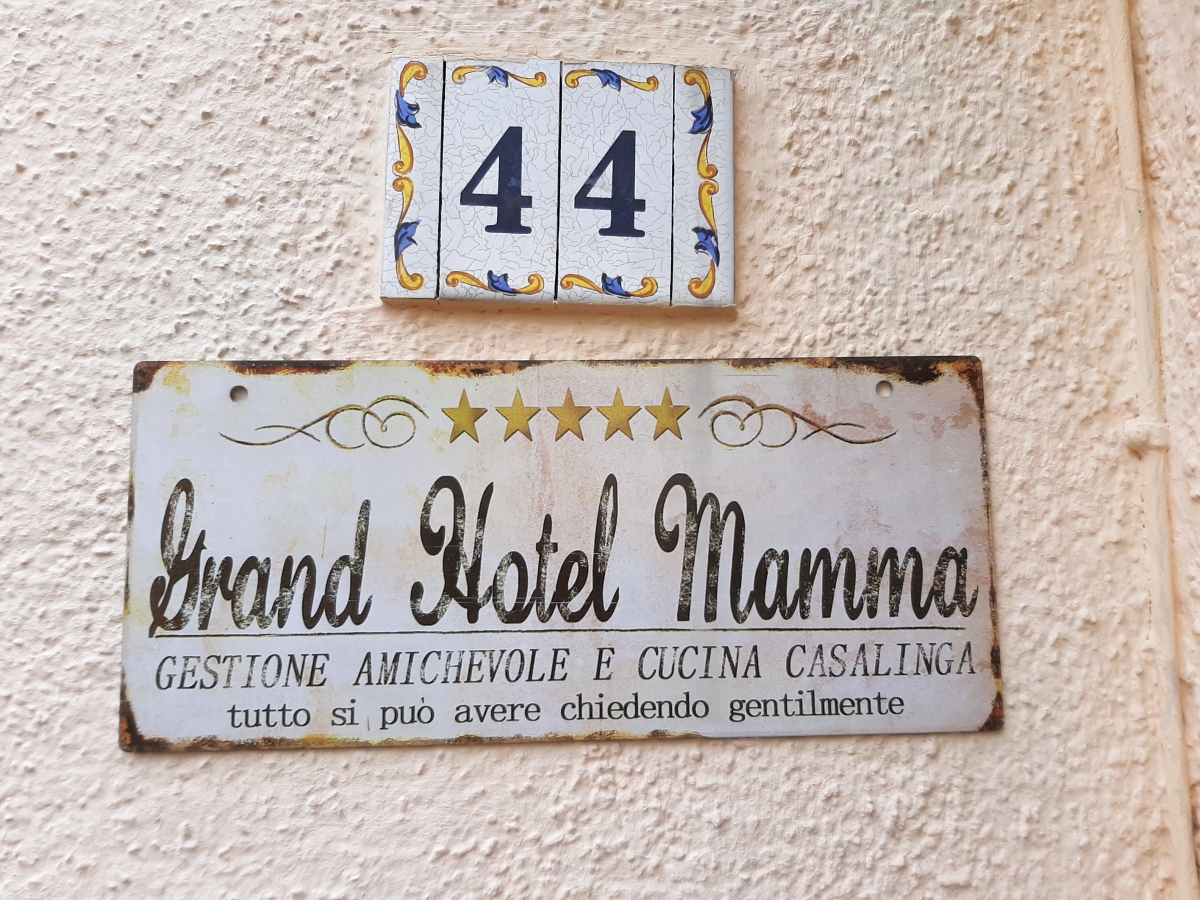 44
Grand Hotel Mamma
GESTIONE AMICHEVOLE E CUCINA CASALINGA
tutto si può avere chiedendo gentilmente